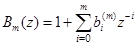 B_m(z) = 1 + \sum_{i=0}^{m} b_i^{(m)} z^{-i}